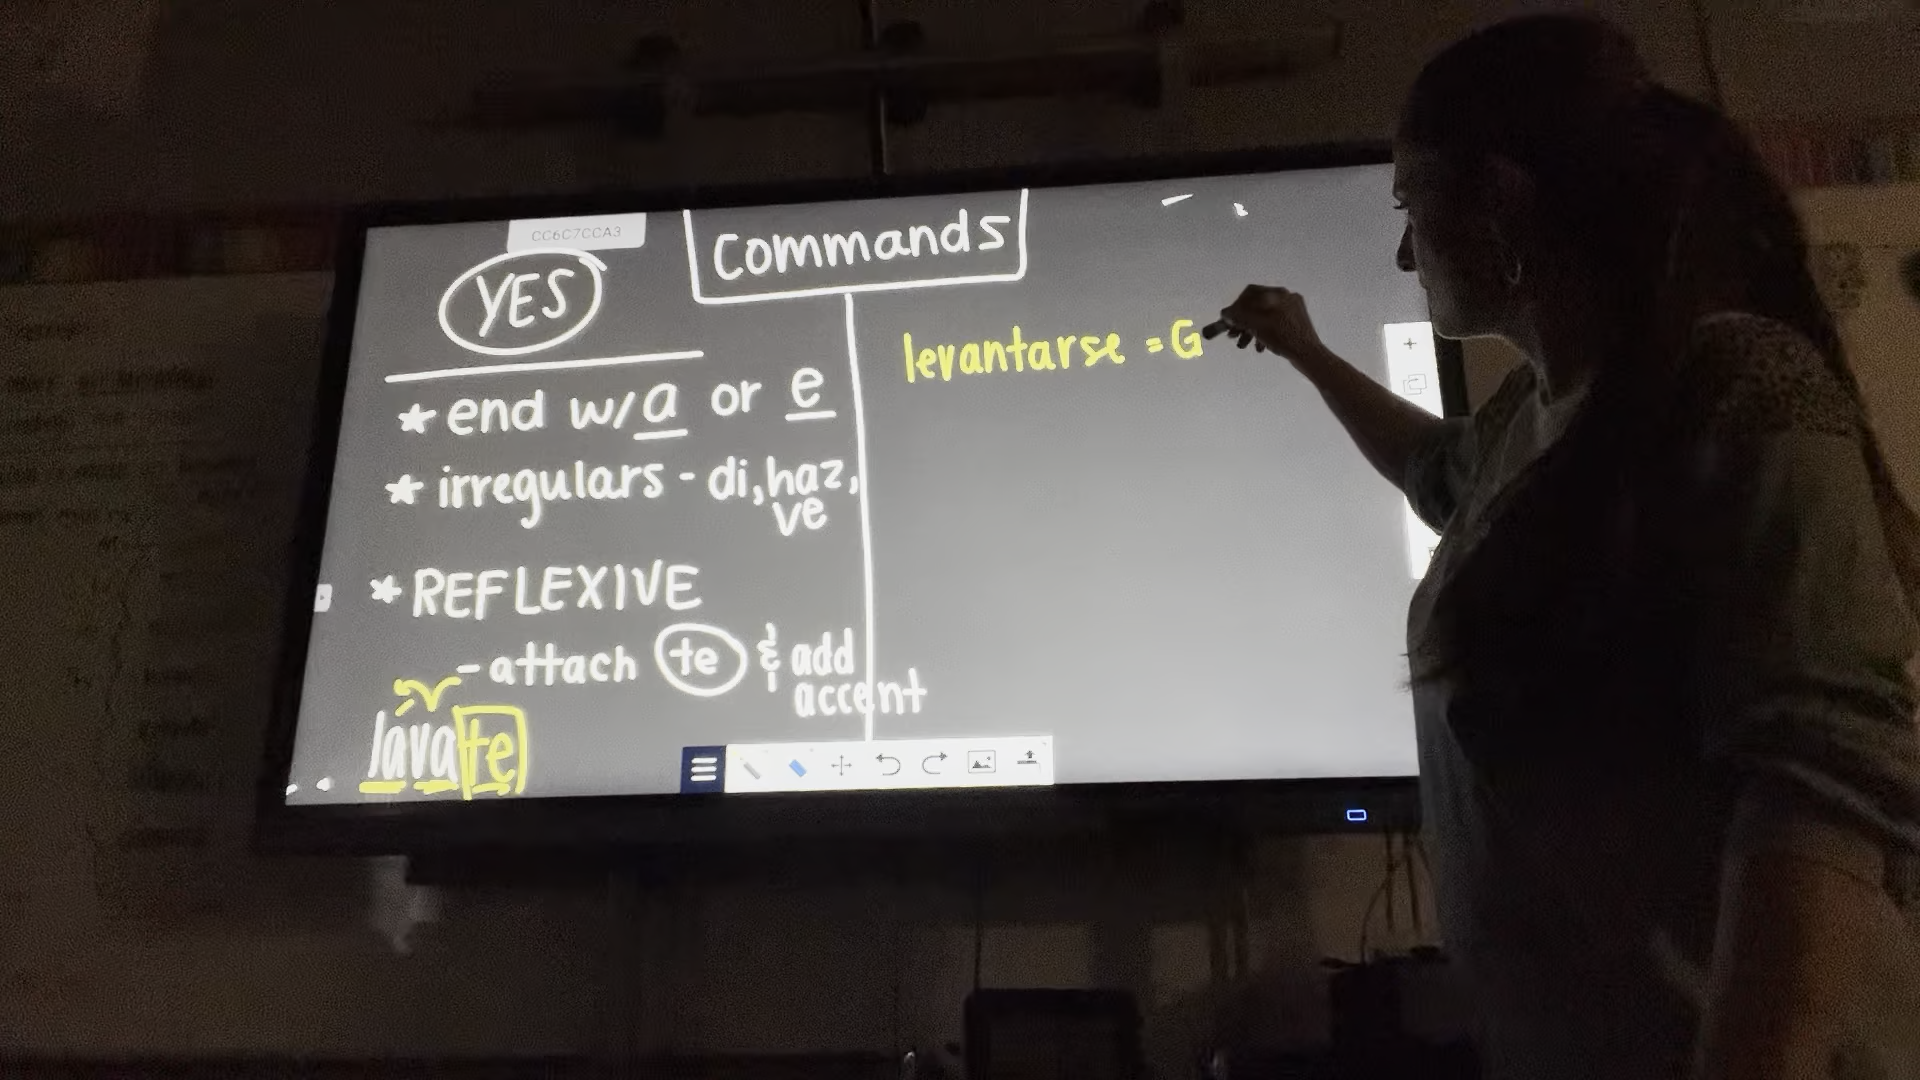 CC6C7CCA3
Commands
YES
★ end w/ a or e
★ irregulars - di, haz,
ve
★ REFLEXIVE
- attach te & add
accent
lavate
levantarse = G